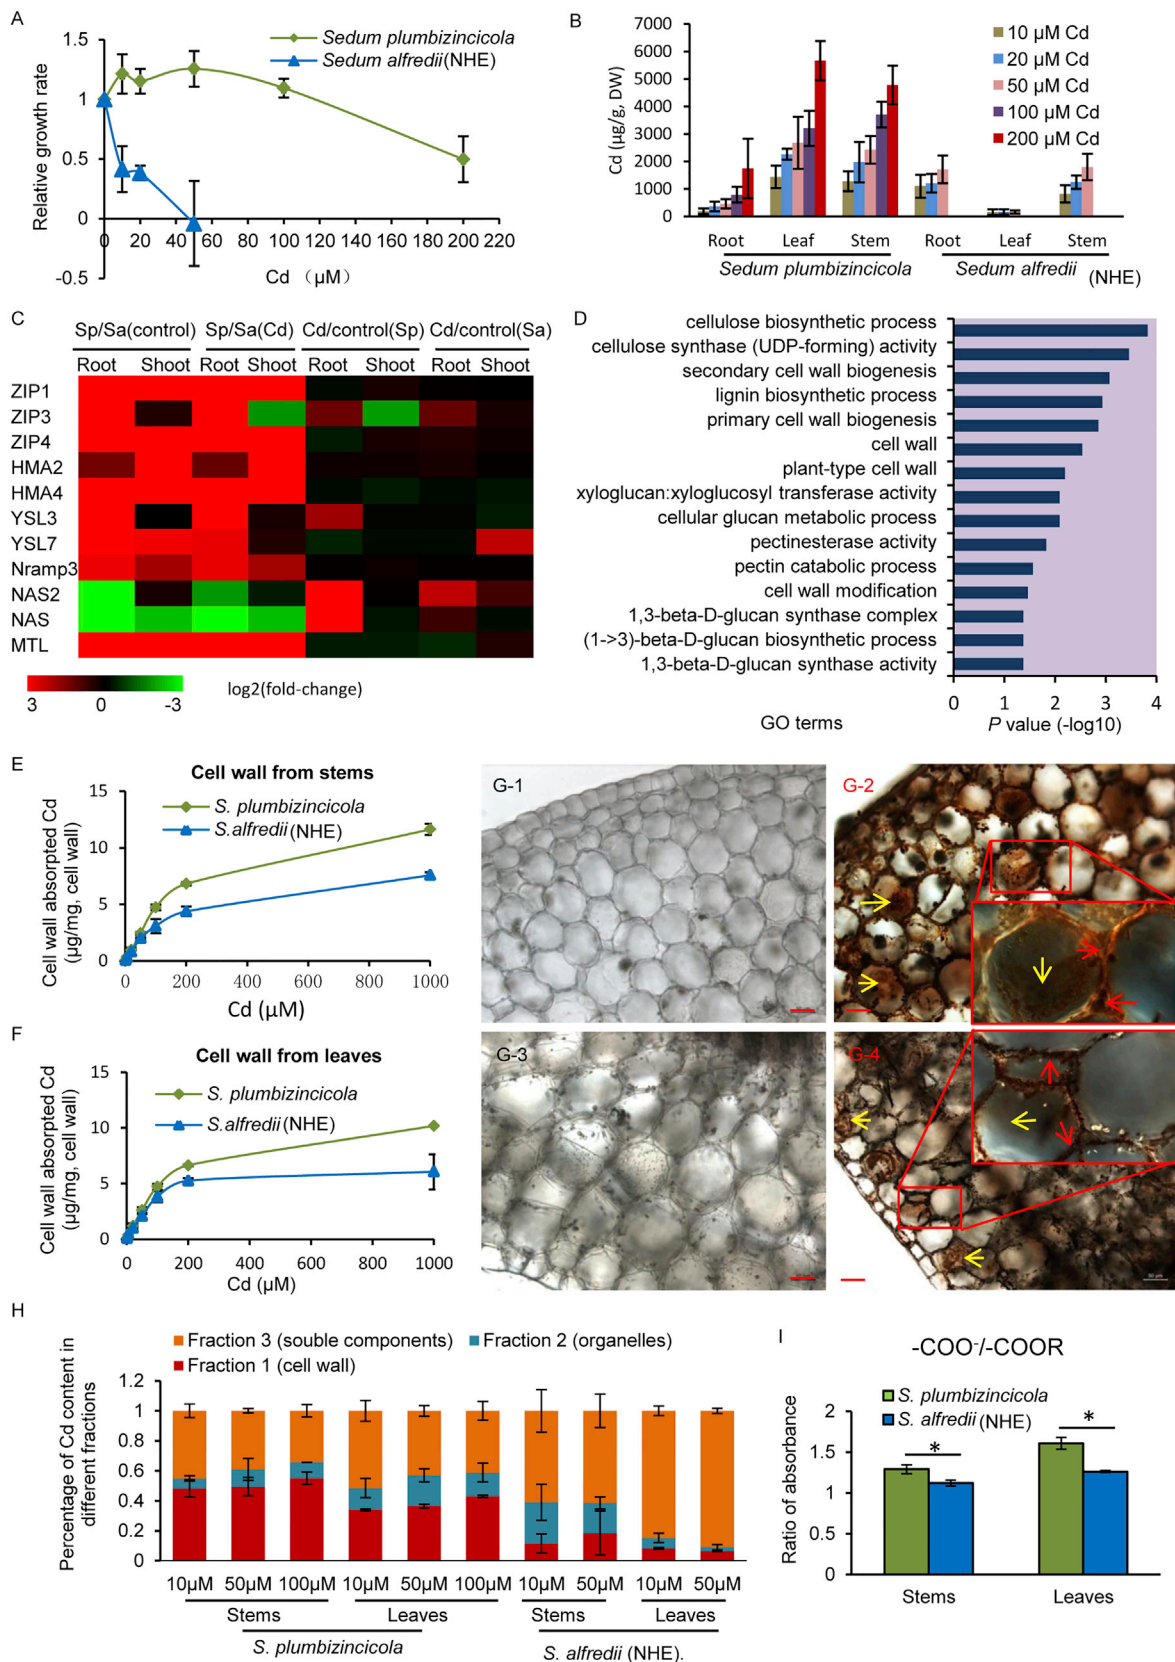 A
Sedum plumbizincicola
Sedum alfredii(NHE)
Relative growth rate
1.5
1
0.5
0
-0.5
0 20 40 60 80 100 120 140 160 180 200 220
Cd (μM)
B
Cd (μg/g, DW)
7000
6000
5000
4000
3000
2000
1000
0
10 μM Cd
20 μM Cd
50 μM Cd
100 μM Cd
200 μM Cd
Root Leaf Stem Root Leaf Stem
Sedum plumbizincicola Sedum alfredii (NHE)
C
Sp/Sa(control) Sp/Sa(Cd) Cd/control(Sp) Cd/control(Sa)
Root Shoot Root Shoot Root Shoot Root Shoot
ZIP1
ZIP3
ZIP4
HMA2
HMA4
YSL3
YSL7
Nramp3
NAS2
NAS
MTL
3 0 -3 log2(fold-change)
D
cellulose biosynthetic process
cellulose synthase (UDP-forming) activity
secondary cell wall biogenesis
lignin biosynthetic process
primary cell wall biogenesis
cell wall
plant-type cell wall
xyloglucan:xyloglucosyl transferase activity
cellular glucan metabolic process
pectinesterase activity
pectin catabolic process
cell wall modification
1,3-beta-D-glucan synthase complex
(1->3)-beta-D-glucan biosynthetic process
1,3-beta-D-glucan synthase activity
0 1 2 3 4
GO terms P value (-log10)
E
Cell wall from stems
S. plumbizincicola
S.alfredii(NHE)
Cell wall absorpted Cd
(μg/mg, cell wall)
15
10
5
0
0 200 400 600 800 1000
Cd (μM)
F
Cell wall from leaves
S. plumbizincicola
S.alfredii(NHE)
Cell wall absorpted Cd
(μg/mg, cell wall)
15
10
5
0
0 200 400 600 800 1000
Cd (μM)
G-1
G-2
G-3
G-4
50 μm
H
Fraction 3 (souble components) Fraction 2 (organelles)
Fraction 1 (cell wall)
Percentage of Cd content in
different fractions
1.2
1
0.8
0.6
0.4
0.2
0
10μM 50μM 100μM 10μM 50μM 100μM 10μM 50μM 10μM 50μM
Stems Leaves Stems Leaves
S. plumbizincicola S. alfredii (NHE).
I
-COO⁻/-COOR
S. plumbizincicola
S. alfredii (NHE)
Ratio of absorbance
2
1.5
1
0.5
0
* *
Stems Leaves